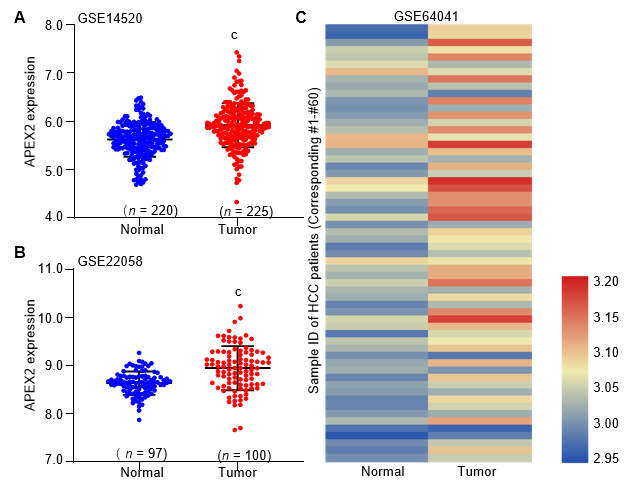 A
GSE14520
c
8.0
7.0
6.0
5.0
4.0
APEX2 expression
(n = 220)
(n = 225)
Normal
Tumor
B
GSE22058
c
11.0
10.0
9.0
8.0
7.0
APEX2 expression
( n = 97)
(n = 100)
Normal
Tumor
C
GSE64041
Sample ID of HCC patients (Corresponding #1-#60)
Normal
Tumor
3.20
3.15
3.10
3.05
3.00
2.95